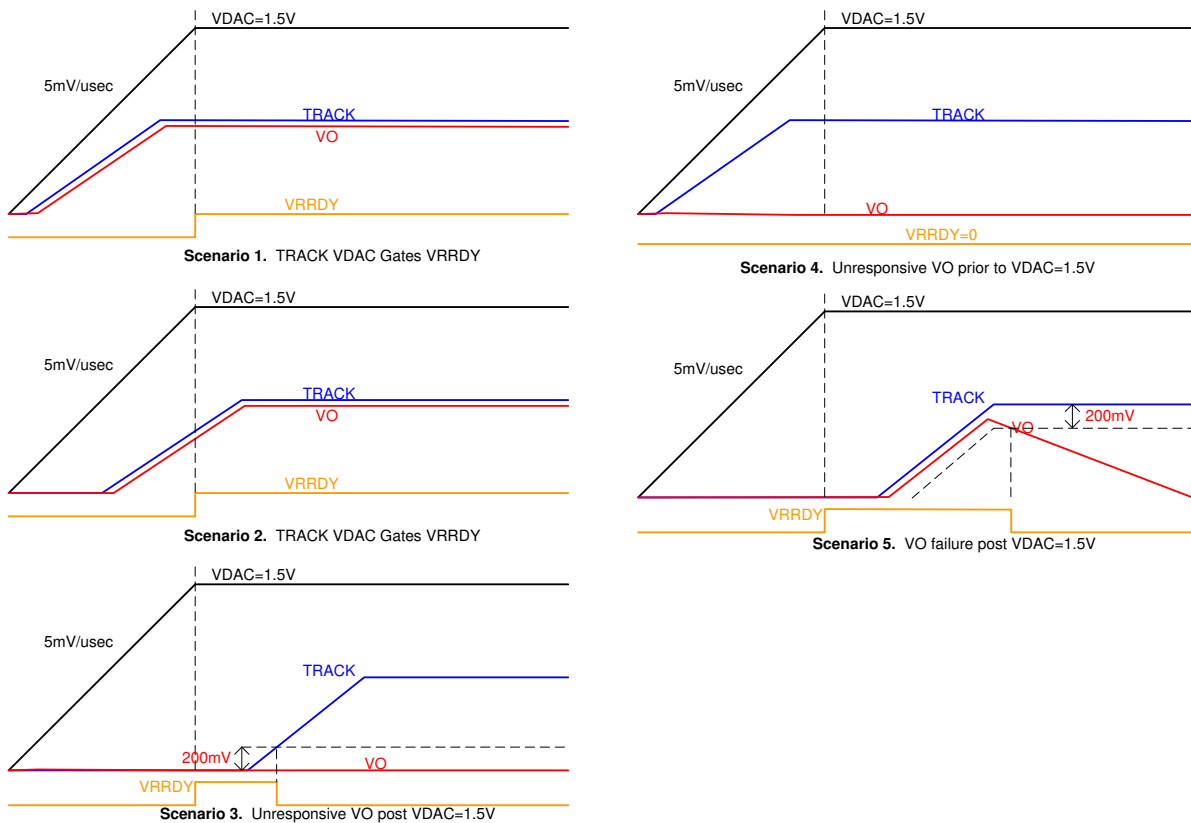 VDAC=1.5V
5mV/usec
TRACK
VO
VRRDY
Scenario 1. TRACK VDAC Gates VRRDY
VDAC=1.5V
5mV/usec
TRACK
VO
VRRDY
Scenario 2. TRACK VDAC Gates VRRDY
VDAC=1.5V
5mV/usec
TRACK
200mV
VO
VRRDY
Scenario 3. Unresponsive VO post VDAC=1.5V
VDAC=1.5V
5mV/usec
TRACK
VO
VRRDY=0
Scenario 4. Unresponsive VO prior to VDAC=1.5V
VDAC=1.5V
5mV/usec
TRACK
200mV
VO
VRRDY
Scenario 5. VO failure post VDAC=1.5V